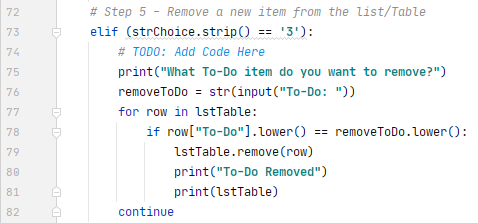 72 # Step 5 - Remove a new item from the list/Table
73 elif (strChoice.strip() == '3'):
74 # TODO: Add Code Here
75 print("What To-Do item do you want to remove?")
76 removeToDo = str(input("To-Do: "))
77 for row in lstTable:
78 if row["To-Do"].lower() == removeToDo.lower():
79 lstTable.remove(row)
80 print("To-Do Removed")
81 print(lstTable)
82 continue